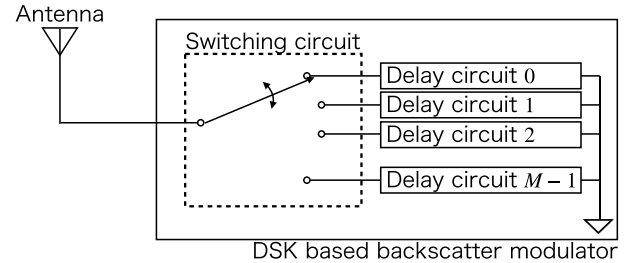 Antenna
Switching circuit
Delay circuit 0
Delay circuit 1
Delay circuit 2
Delay circuit M − 1
DSK based backscatter modulator